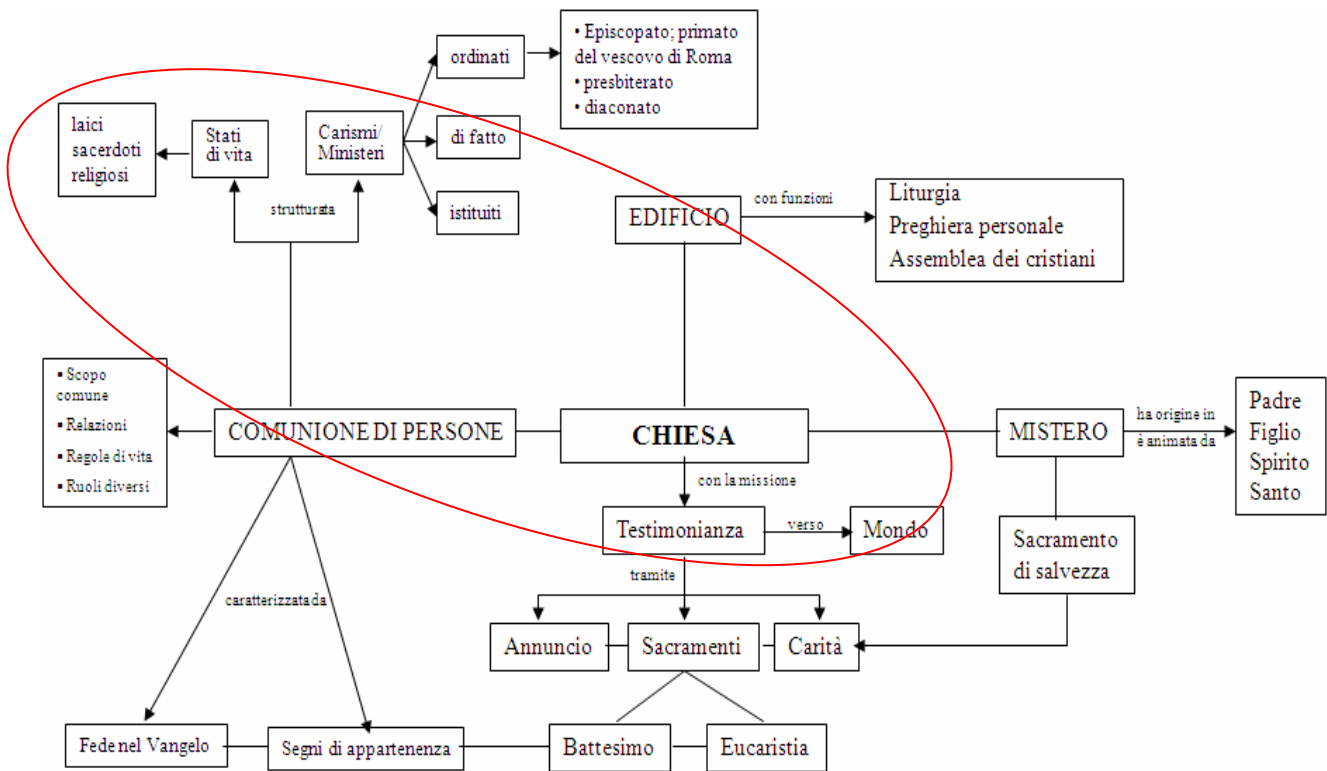 • Episcopato; primato
del vescovo di Roma
• presbiterato
• diaconato
ordinati
laici
sacerdoti
religiosi
Stati
di vita
Carismi/
Ministeri
di fatto
istituiti
strutturata
EDIFICIO
con funzioni
Liturgia
Preghiera personale
Assemblea dei cristiani
▪ Scopo
comune
▪ Relazioni
▪ Regole di vita
▪ Ruoli diversi
COMUNIONE DI PERSONE
CHIESA
MISTERO
ha origine in
è animata da
Padre
Figlio
Spirito
Santo
con la missione
Testimonianza
verso
Mondo
Sacramento
di salvezza
tramite
caratterizzata da
Annuncio
Sacramenti
Carità
Fede nel Vangelo
Segni di appartenenza
Battesimo
Eucaristia